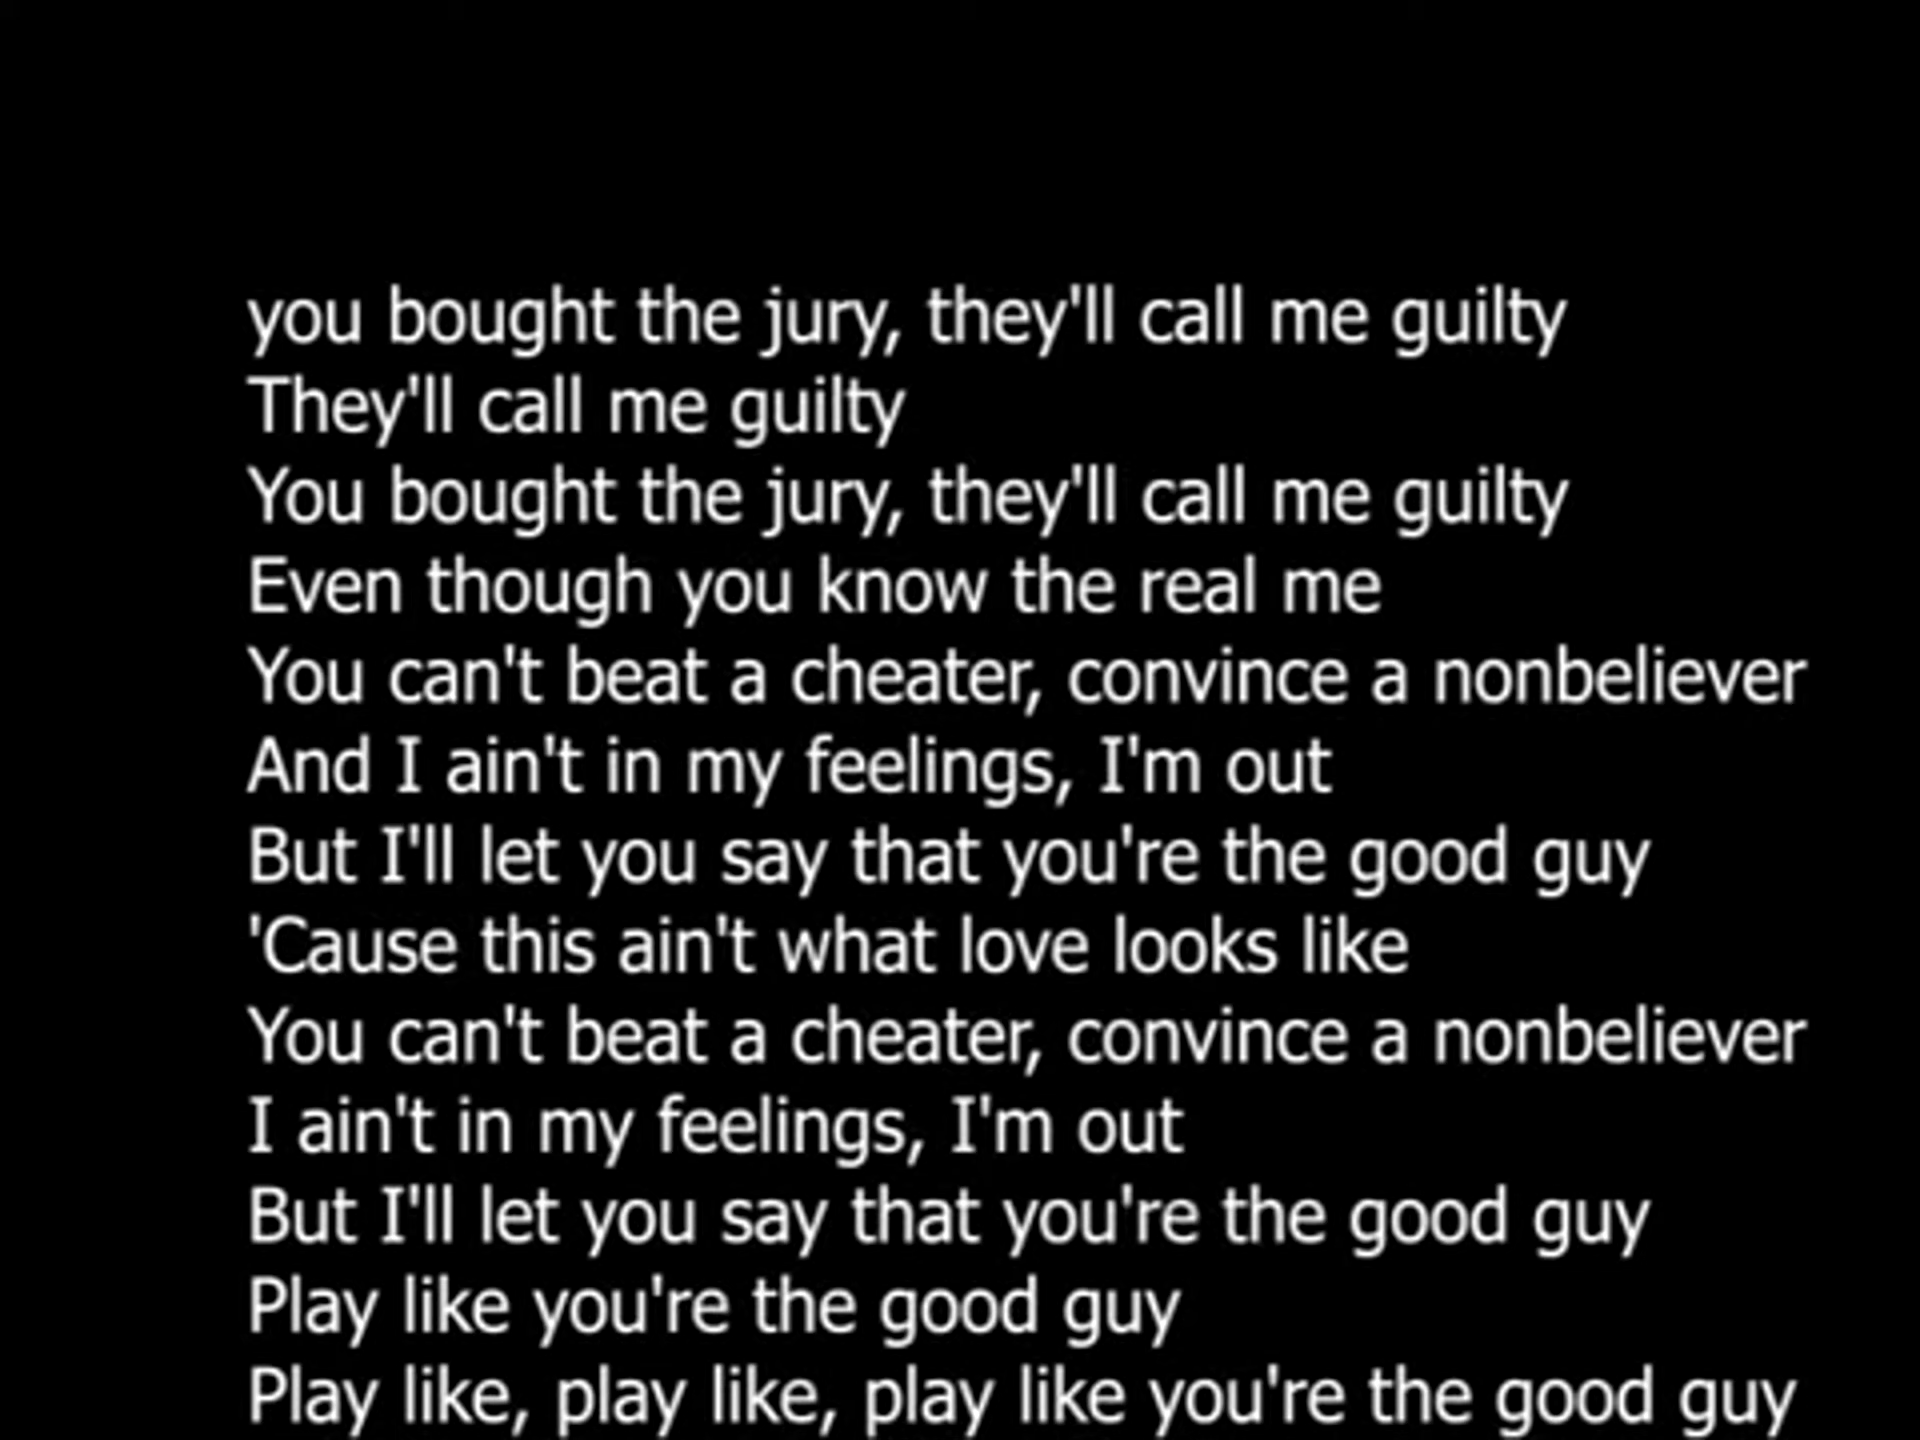 you bought the jury, they'll call me guilty
They'll call me guilty
You bought the jury, they'll call me guilty
Even though you know the real me
You can't beat a cheater, convince a nonbeliever
And I ain't in my feelings, I'm out
But I'll let you say that you're the good guy
'Cause this ain't what love looks like
You can't beat a cheater, convince a nonbeliever
I ain't in my feelings, I'm out
But I'll let you say that you're the good guy
Play like you're the good guy
Play like, play like, play like you're the good guy